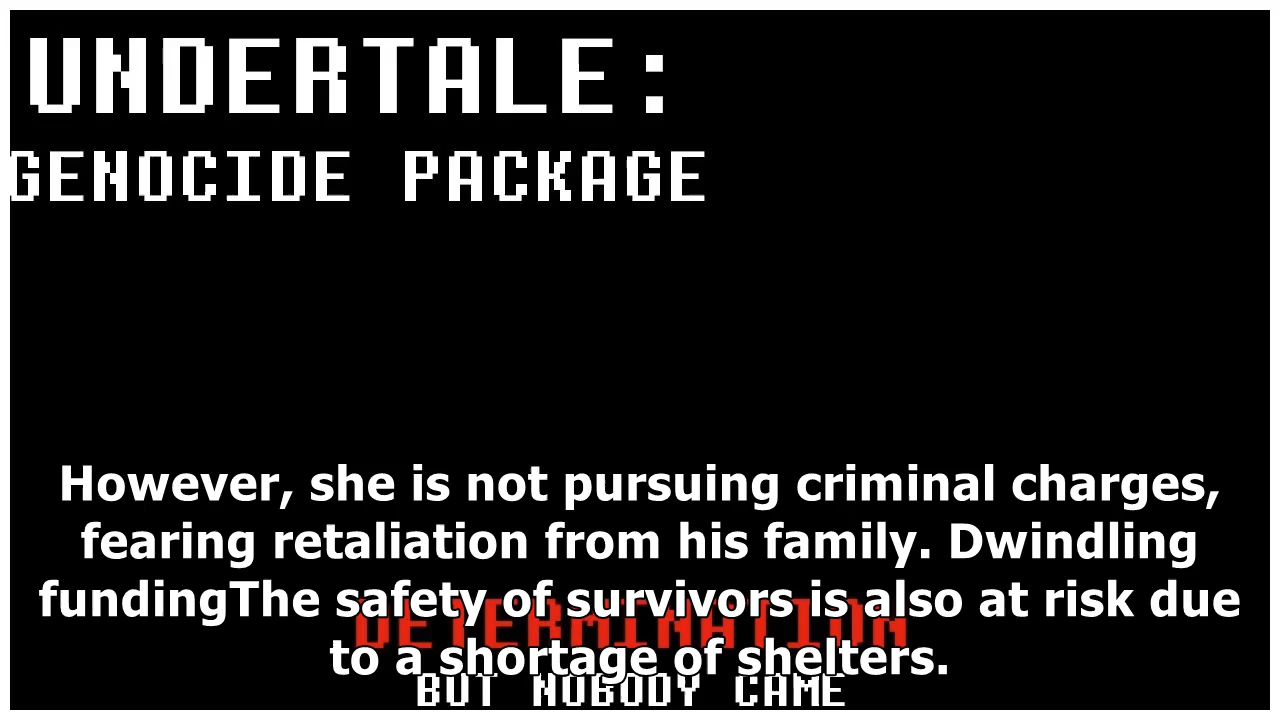 UNDERTALE:
GENOCIDE PACKAGE
However, she is not pursuing criminal charges,
fearing retaliation from his family. Dwindling
fundingThe safety of survivors is also at risk due
DETERMINATION
to a shortage of shelters.
BUT NOBODY CAME